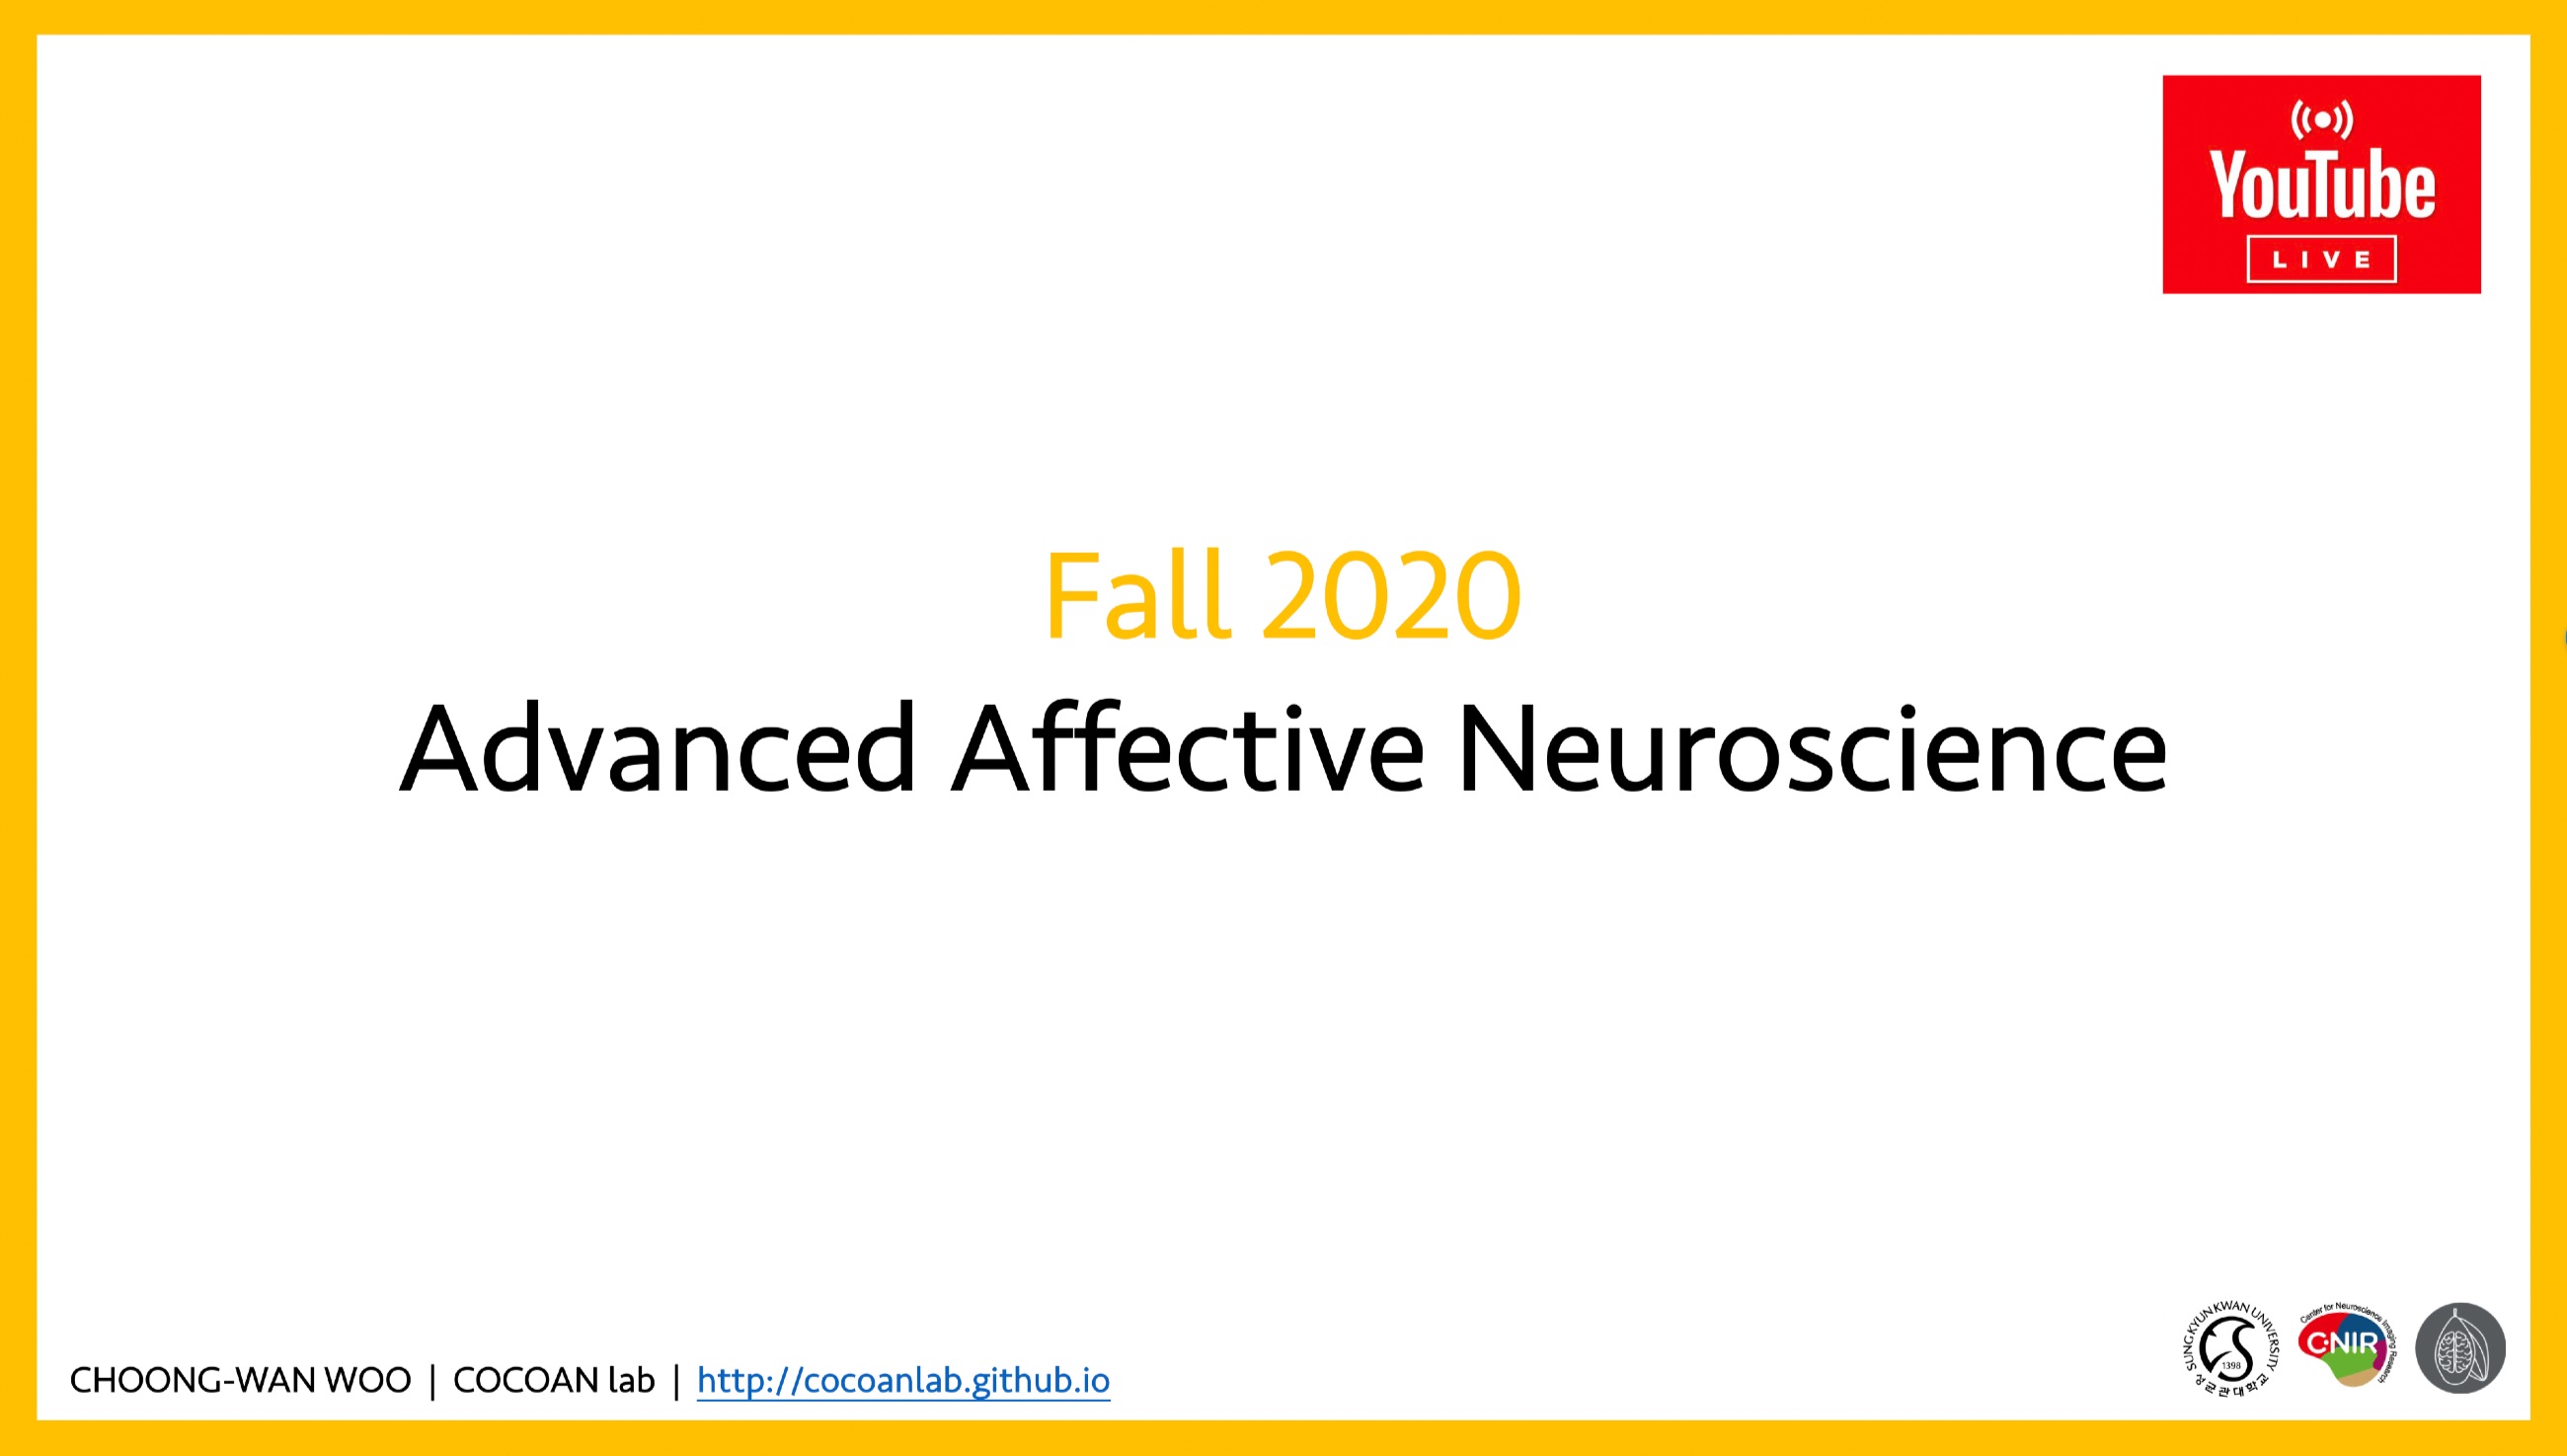 YouTube
LIVE
Fall 2020
Advanced Affective Neuroscience
CHOONG-WAN WOO | COCOAN lab | http://cocoanlab.github.io
SUNGKYUNKWAN UNIVERSITY
1398
성균관대학교
Center for Neuroscience Imaging Research
CNIR